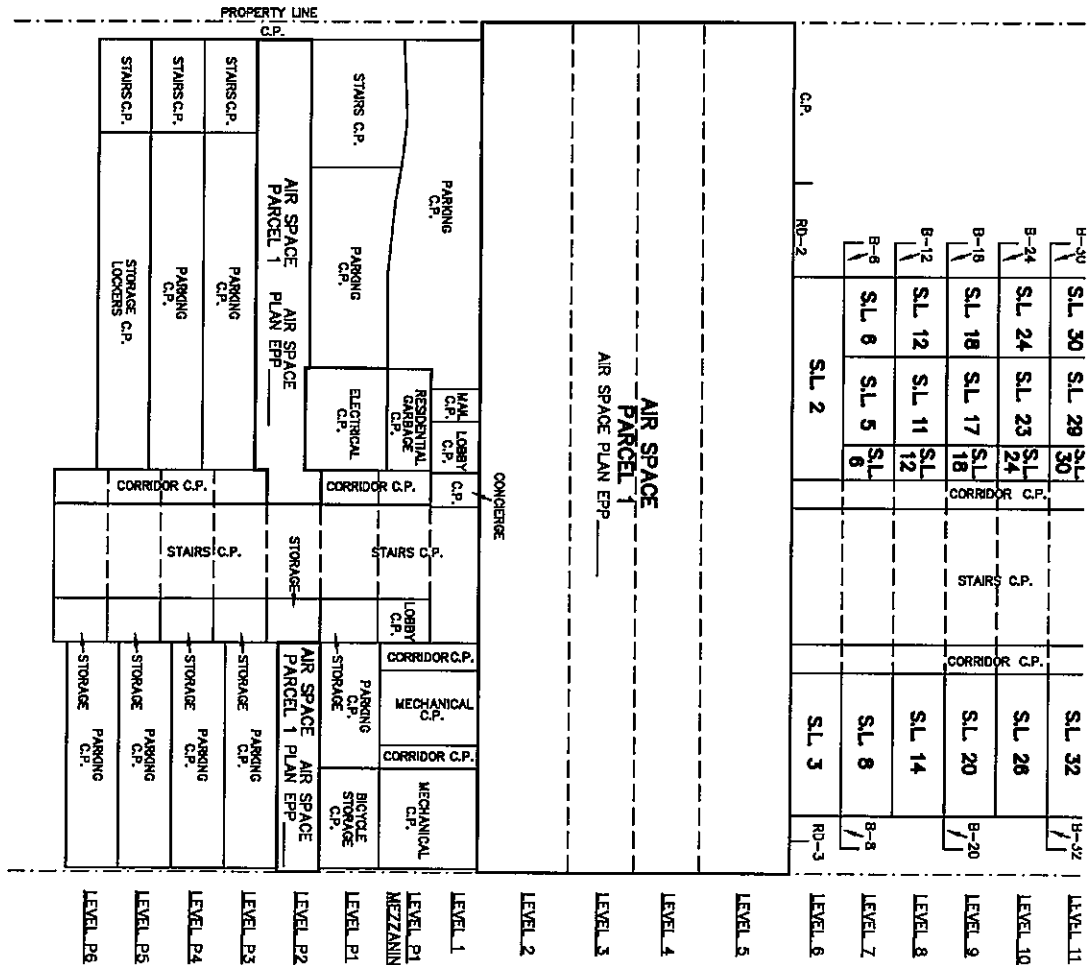 B-30
S.L. 30
S.L. 29
S.L. 30
CORRIDOR C.P.
STAIRS C.P.
CORRIDOR C.P.
S.L. 32
B-32
LEVEL 11
B-24
S.L. 24
S.L. 23
S.L. 24
S.L. 26
LEVEL 10
B-18
S.L. 18
S.L. 17
S.L. 18
S.L. 20
B-20
LEVEL 9
B-12
S.L. 12
S.L. 11
S.L. 12
S.L. 14
LEVEL 8
B-6
S.L. 6
S.L. 5
S.L. 6
S.L. 8
B-8
LEVEL 7
C.P.
RD-2
S.L. 2
S.L. 3
RD-3
LEVEL 6
LEVEL 5
AIR SPACE
PARCEL 1
AIR SPACE PLAN EPP ____
LEVEL 4
LEVEL 3
LEVEL 2
CONCIERGE
PARKING
C.P.
MAIL
C.P.
LOBBY
C.P.
C.P.
LEVEL 1
RESIDENTIAL
GARBAGE
C.P.
STAIRS C.P.
LOBBY
C.P.
CORRIDOR C.P.
MECHANICAL
C.P.
CORRIDOR C.P.
MECHANICAL
C.P.
LEVEL P1
MEZZANIN
STAIRS C.P.
PARKING
C.P.
ELECTRICAL
C.P.
CORRIDOR C.P.
STORAGE
PARKING
C.P.
BICYCLE
STORAGE
C.P.
LEVEL P1
PROPERTY LINE
C.P.
AIR SPACE
PARCEL 1
AIR SPACE
PLAN EPP ____
STORAGE
AIR SPACE
PARCEL 1
AIR SPACE
PLAN EPP ____
LEVEL P2
STAIRS C.P.
PARKING
C.P.
CORRIDOR C.P.
STAIRS C.P.
STORAGE
PARKING
C.P.
LEVEL P3
STAIRS C.P.
PARKING
C.P.
STORAGE
PARKING
C.P.
LEVEL P4
STAIRS C.P.
STORAGE C.P.
LOCKERS
STORAGE
PARKING
C.P.
LEVEL P5
STORAGE
PARKING
C.P.
LEVEL P6